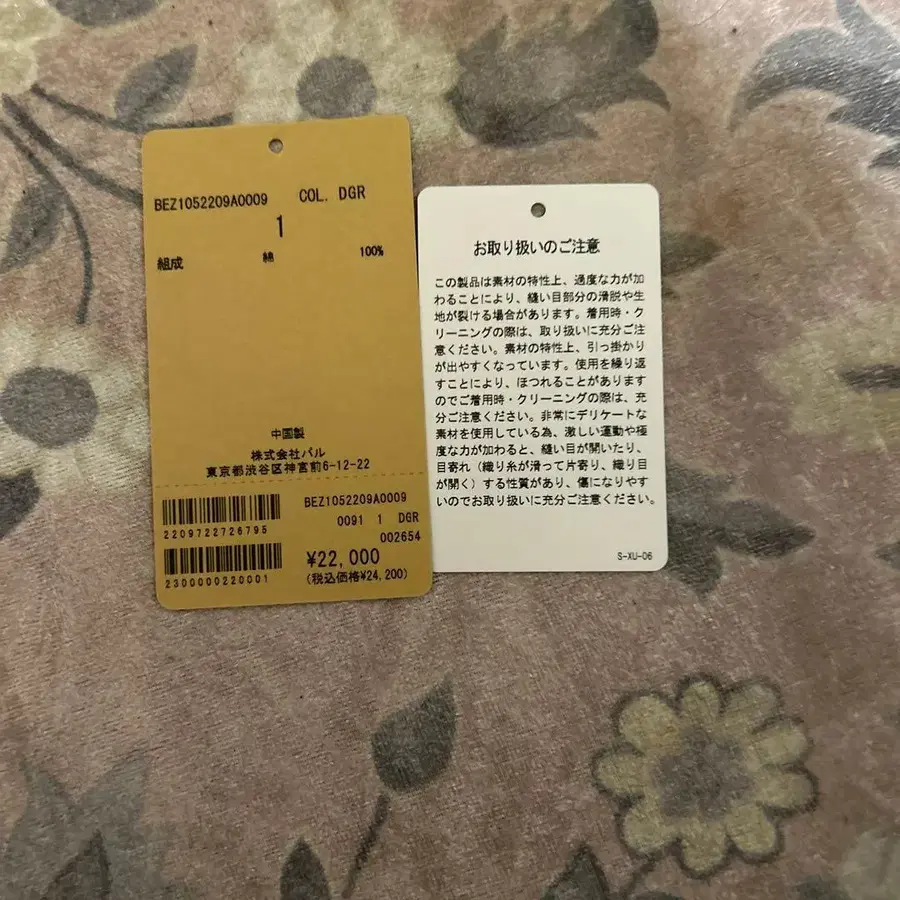 BEZ1052209A0009 COL. DGR
1
組成 綿 100%
中国製
株式会社パル
東京都渋谷区神宮前6-12-22
BEZ1052209A0009
0091 1 DGR
002654
2209722726795
¥22,000
(税込価格¥24,200)
2300000220001
お取り扱いのご注意
この製品は素材の特性上、過度な力が加
わることにより、縫い目部分の滑脱や生
地が裂ける場合があります。着用時・ク
リーニングの際は、取り扱いに充分ご注
意ください。素材の特性上、引っ掛かり
が出やすくなっています。使用を繰り返
すことにより、ほつれることがあります
のでご着用時・クリーニングの際は、充
分ご注意ください。非常にデリケートな
素材を使用している為、激しい運動や極
度な力が加わると、縫い目が開いたり、
目寄れ（織り糸が滑って片寄り、織り目
が開く）する性質があり、傷になりやす
いのでお取り扱いに充分ご注意ください。
S-XU-06